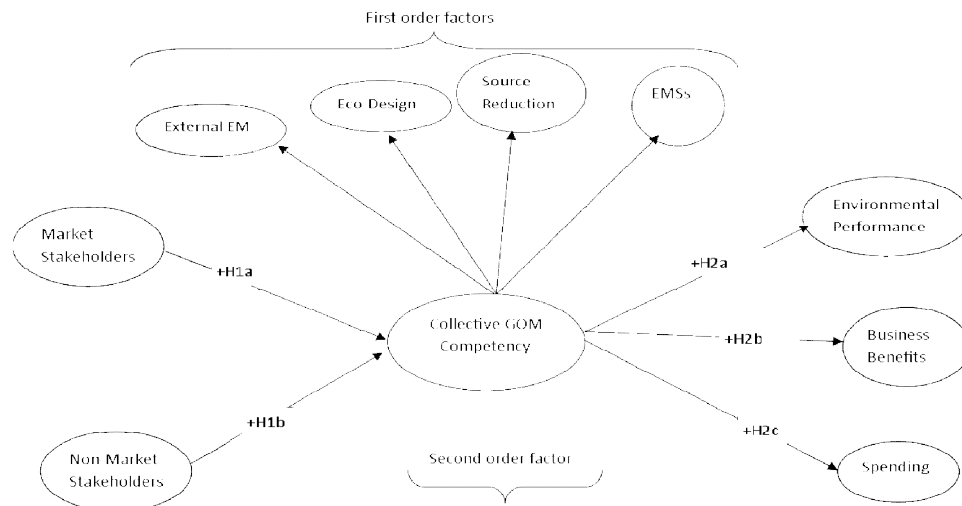 First order factors
External EM
Eco Design
Source
Reduction
EMSs
Market
Stakeholders
+H1a
Collective GOM
Competency
+H2a
Environmental
Performance
+H2b
Business
Benefits
+H1b
+H2c
Non-Market
Stakeholders
Second order factor
Spending